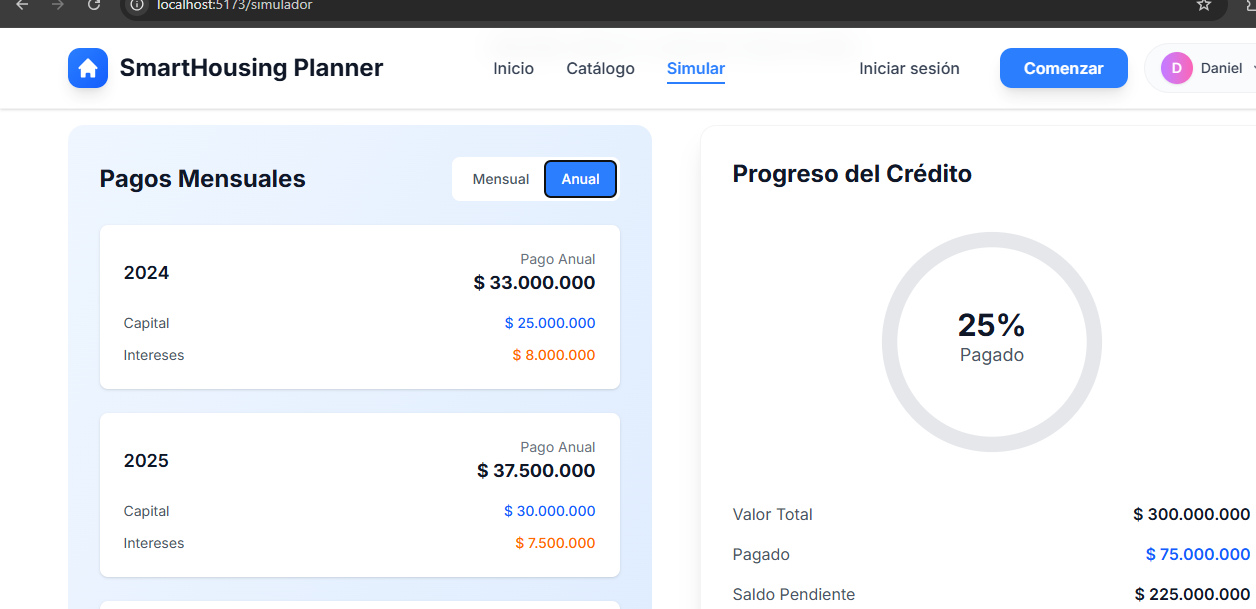 localhost:5173/simulador
SmartHousing Planner
Inicio
Catálogo
Simular
Iniciar sesión
Comenzar
D
Daniel
Pagos Mensuales
Mensual
Anual
2024
Pago Anual
$ 33.000.000
Capital
$ 25.000.000
Intereses
$ 8.000.000
2025
Pago Anual
$ 37.500.000
Capital
$ 30.000.000
Intereses
$ 7.500.000
Progreso del Crédito
25%
Pagado
Valor Total
$ 300.000.000
Pagado
$ 75.000.000
Saldo Pendiente
$ 225.000.000